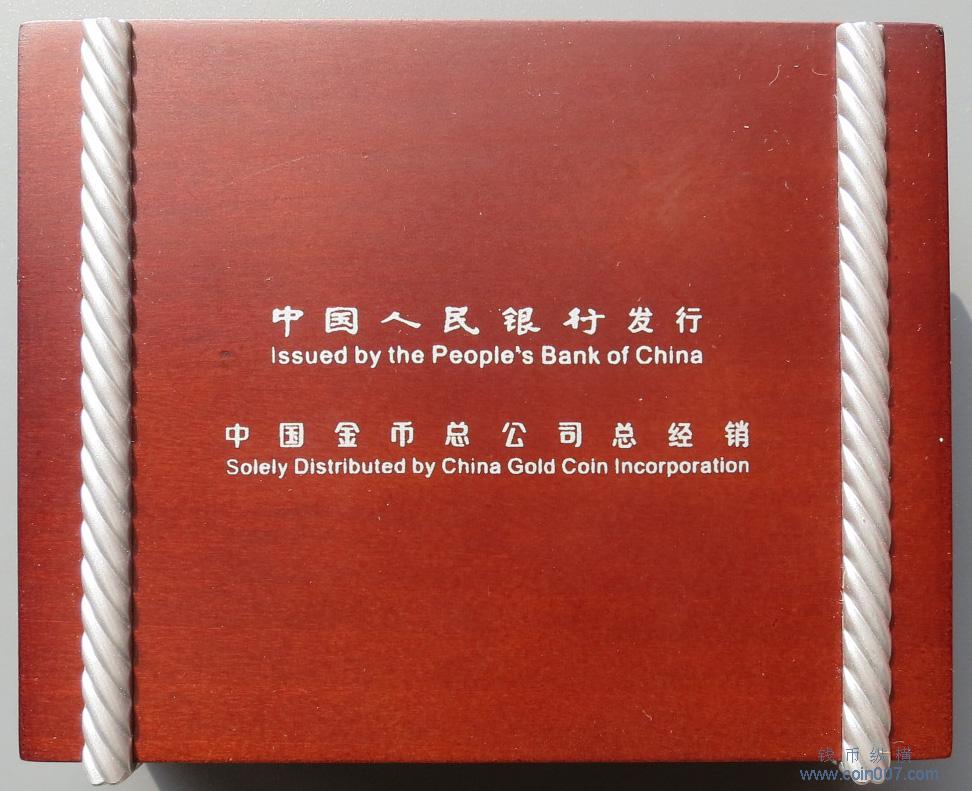 中国人民银行发行
Issued by the People's Bank of China
中国金币总公司总经销
Solely Distributed by China Gold Coin Incorporation
钱币纵横
www.coin007.com